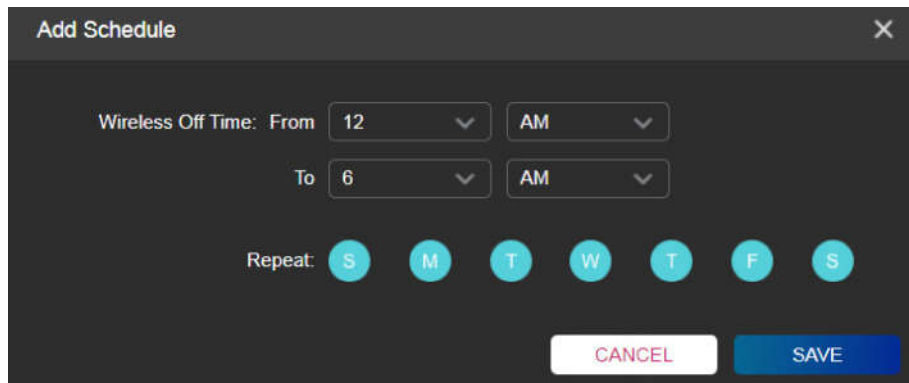 Add Schedule
Wireless Off Time: From 12 AM
To 6 AM
Repeat: S M T W T F S
CANCEL SAVE